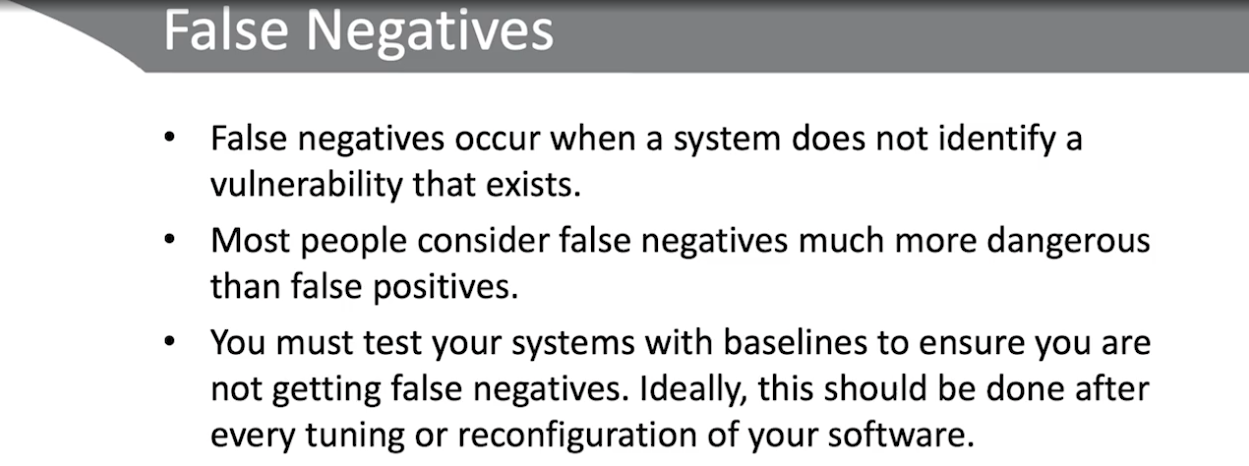 False Negatives
• False negatives occur when a system does not identify a
vulnerability that exists.
• Most people consider false negatives much more dangerous
than false positives.
• You must test your systems with baselines to ensure you are
not getting false negatives. Ideally, this should be done after
every tuning or reconfiguration of your software.